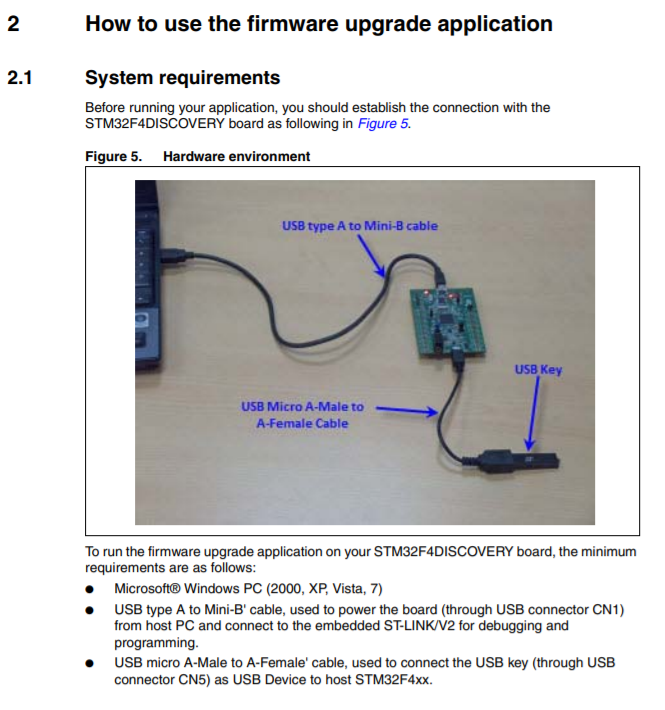 2 How to use the firmware upgrade application
2.1 System requirements
Before running your application, you should establish the connection with the
STM32F4DISCOVERY board as following in Figure 5.
Figure 5. Hardware environment
USB type A to Mini-B cable
USB Key
USB Micro A-Male to
A-Female Cable
To run the firmware upgrade application on your STM32F4DISCOVERY board, the minimum
requirements are as follows:
● Microsoft® Windows PC (2000, XP, Vista, 7)
● USB type A to Mini-B' cable, used to power the board (through USB connector CN1)
from host PC and connect to the embedded ST-LINK/V2 for debugging and
programming.
● USB micro A-Male to A-Female' cable, used to connect the USB key (through USB
connector CN5) as USB Device to host STM32F4xx.